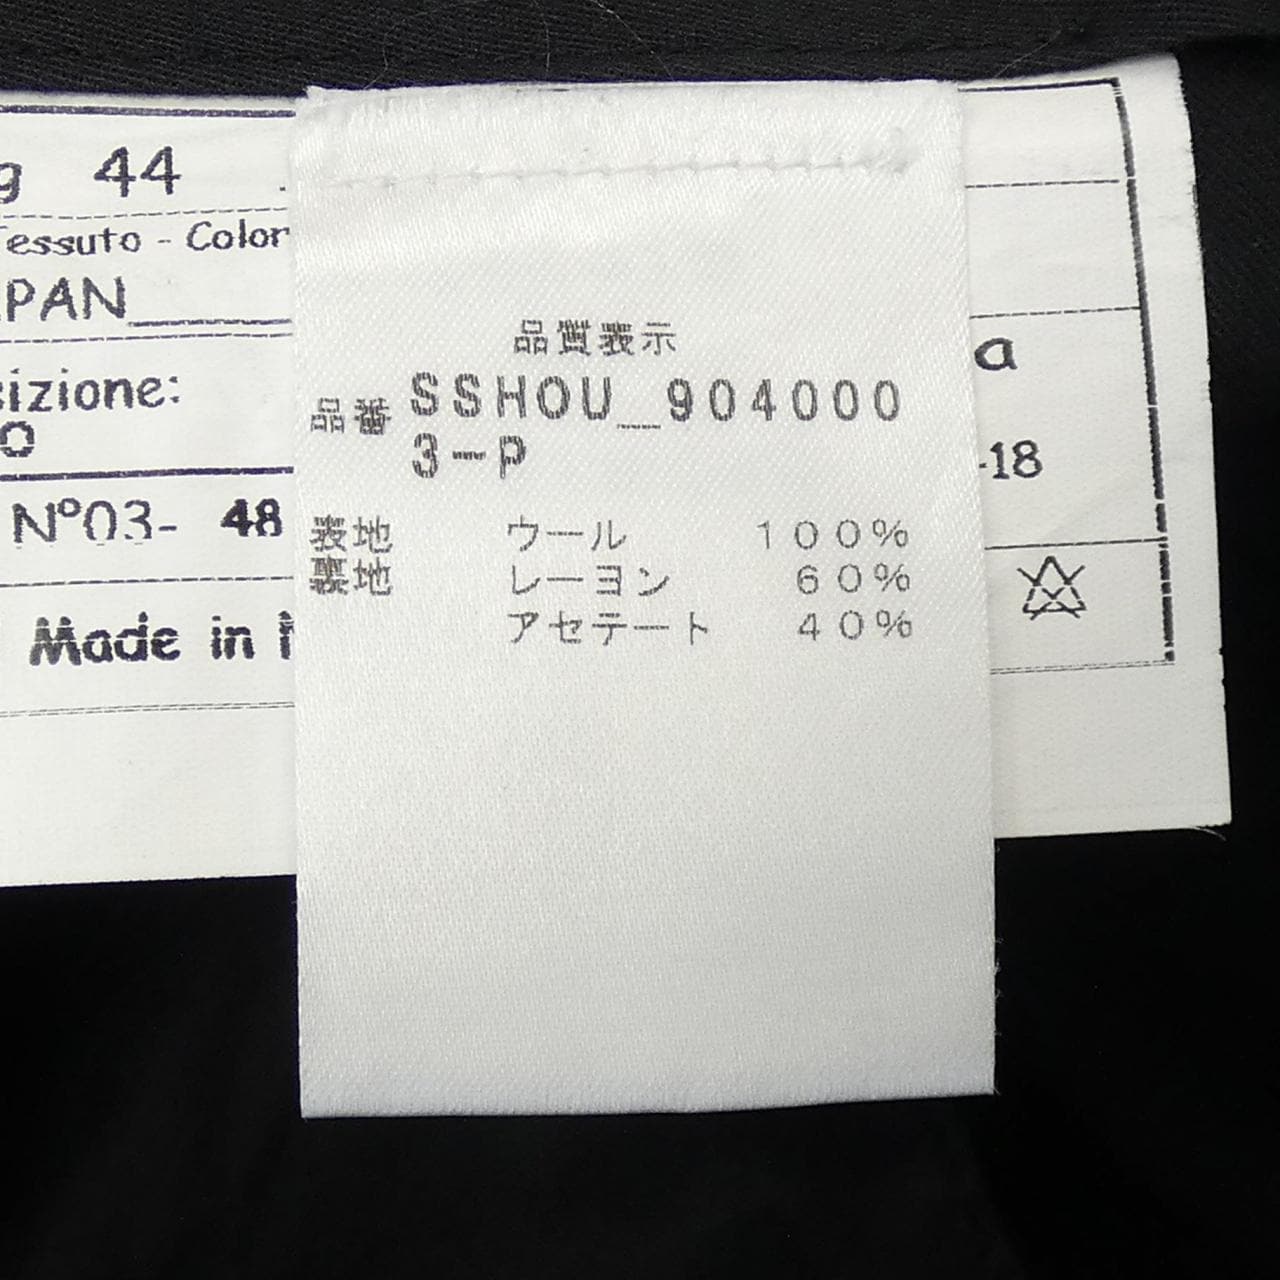 44
Tessuto - Color
PAN
izione:
品質表示
品番 SSHOU_904000
3-P
a
-18
N°03- 48
表地 ウール 100%
裏地 レーヨン 60%
アセテート 40%
Made in